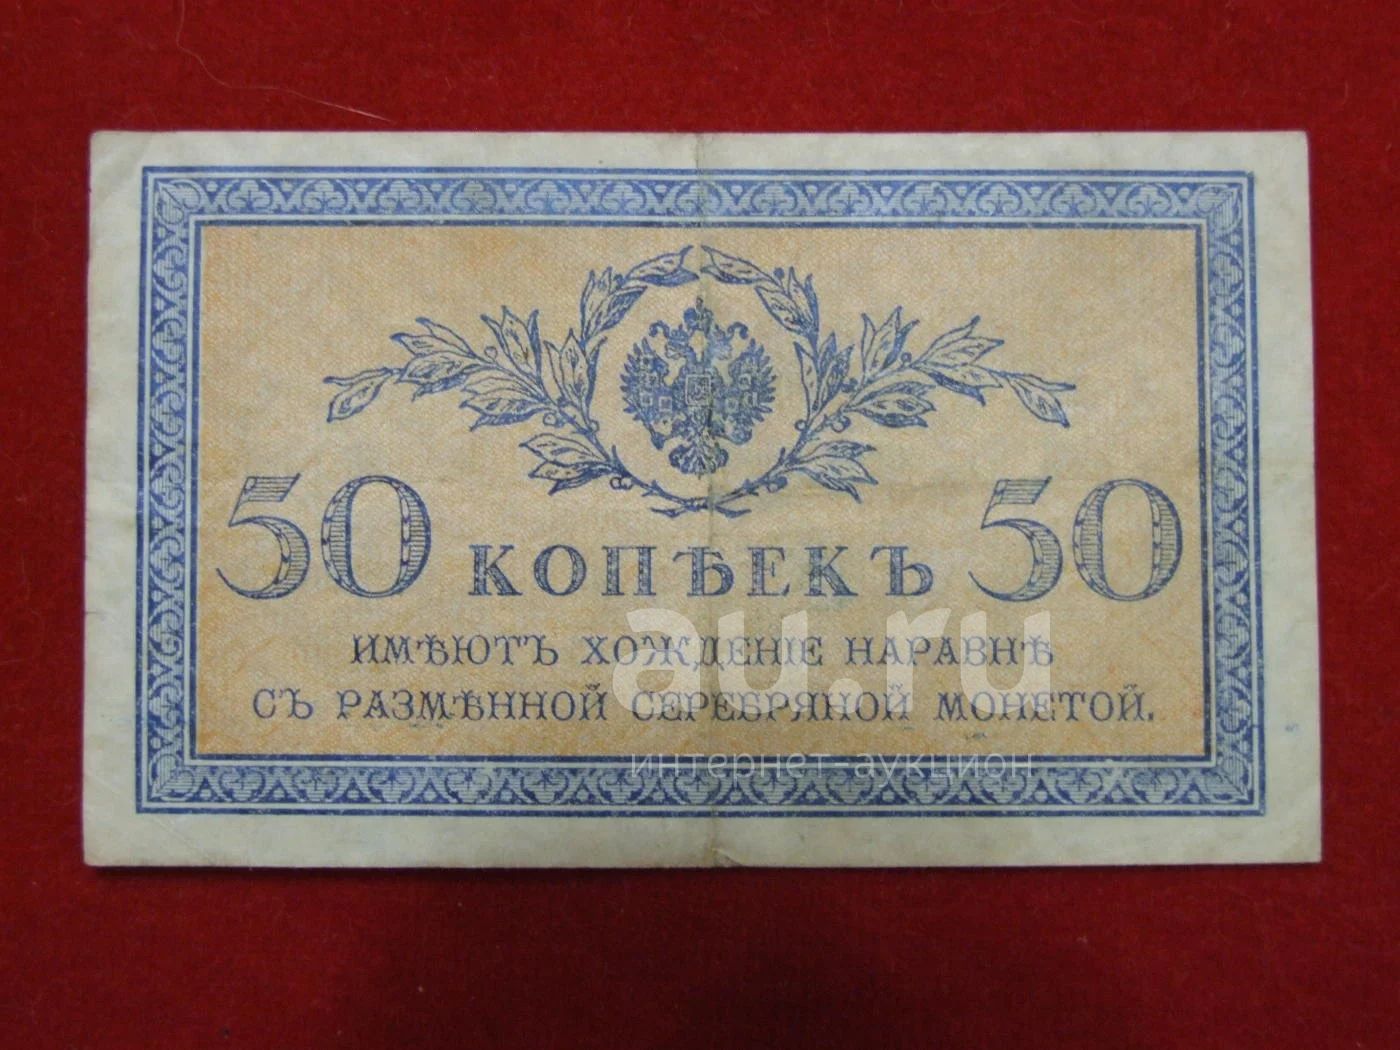 50 КОПѢЕКЪ 50
ИМѢЮТЪ ХОЖДЕНІЕ НАРАВНѢ
СЪ РАЗМѢННОЙ СЕРЕБРЯНОЙ МОНЕТОЙ.
au.ru
интернет-аукцион